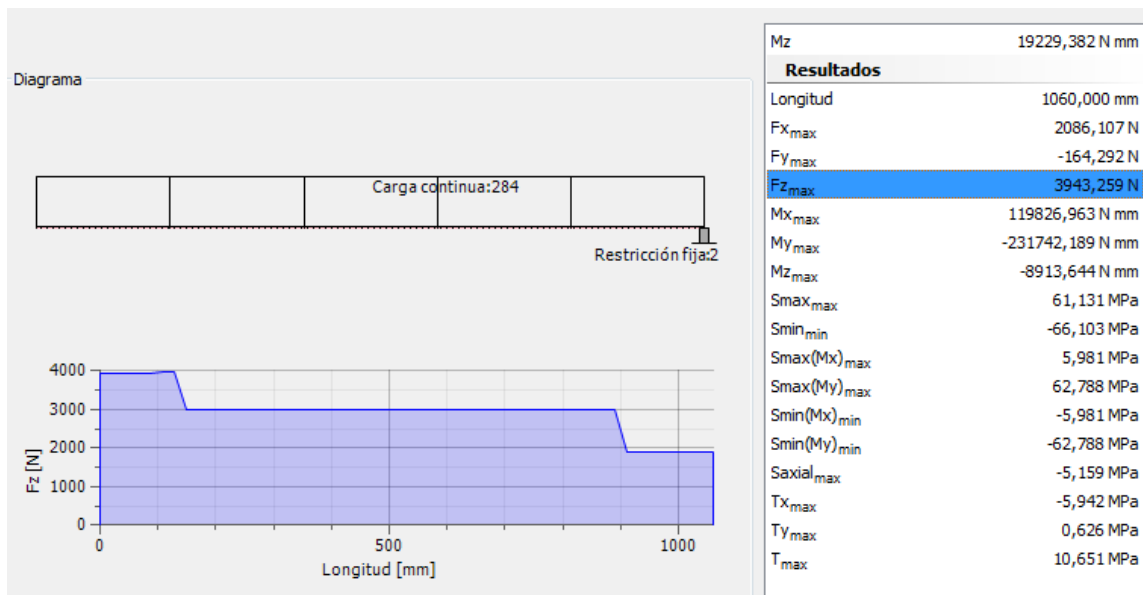 Diagrama
Carga continua:284
Restricción fija:2
4000
3000
2000
1000
0
Fz [N]
0 500 1000
Longitud [mm]
Mz 19229,382 N mm
Resultados
Longitud 1060,000 mm
Fxmax 2086,107 N
Fymax -164,292 N
Fzmax 3943,259 N
Mxmax 119826,963 N mm
Mymax -231742,189 N mm
Mzmax -8913,644 N mm
Smaxmax 61,131 MPa
Sminmin -66,103 MPa
Smax(Mx)max 5,981 MPa
Smax(My)max 62,788 MPa
Smin(Mx)min -5,981 MPa
Smin(My)min -62,788 MPa
Saxialmax -5,159 MPa
Txmax -5,942 MPa
Tymax 0,626 MPa
Tmax 10,651 MPa